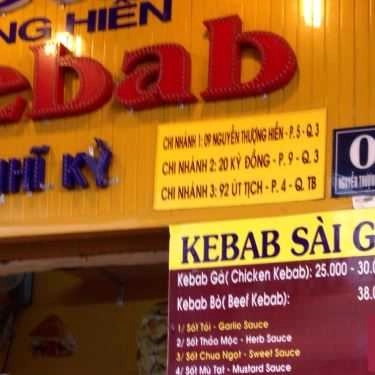 NG HIỀN
ebab
NHĨ KỲ
CHI NHÁNH 1: 09 NGUYỄN THƯỢNG HIỀN - P. 5 - Q. 3
CHI NHÁNH 2: 20 KỲ ĐỒNG - P. 9 - Q. 3
CHI NHÁNH 3: 92 ÚT TỊCH - P. 4 - Q. TB
0
NGUYỄN THƯỢ
KEBAB SÀI G
Kebab Gà( Chicken Kebab): 25.000 - 30.0
Kebab Bò( Beef Kebab): 38.0
1/ Sốt Tỏi - Garlic Sauce
2/ Sốt Thảo Mộc - Herb Sauce
3/ Sốt Chua Ngọt - Sweet Sauce
4/ Sốt Mù Tạt - Mustard Sauce